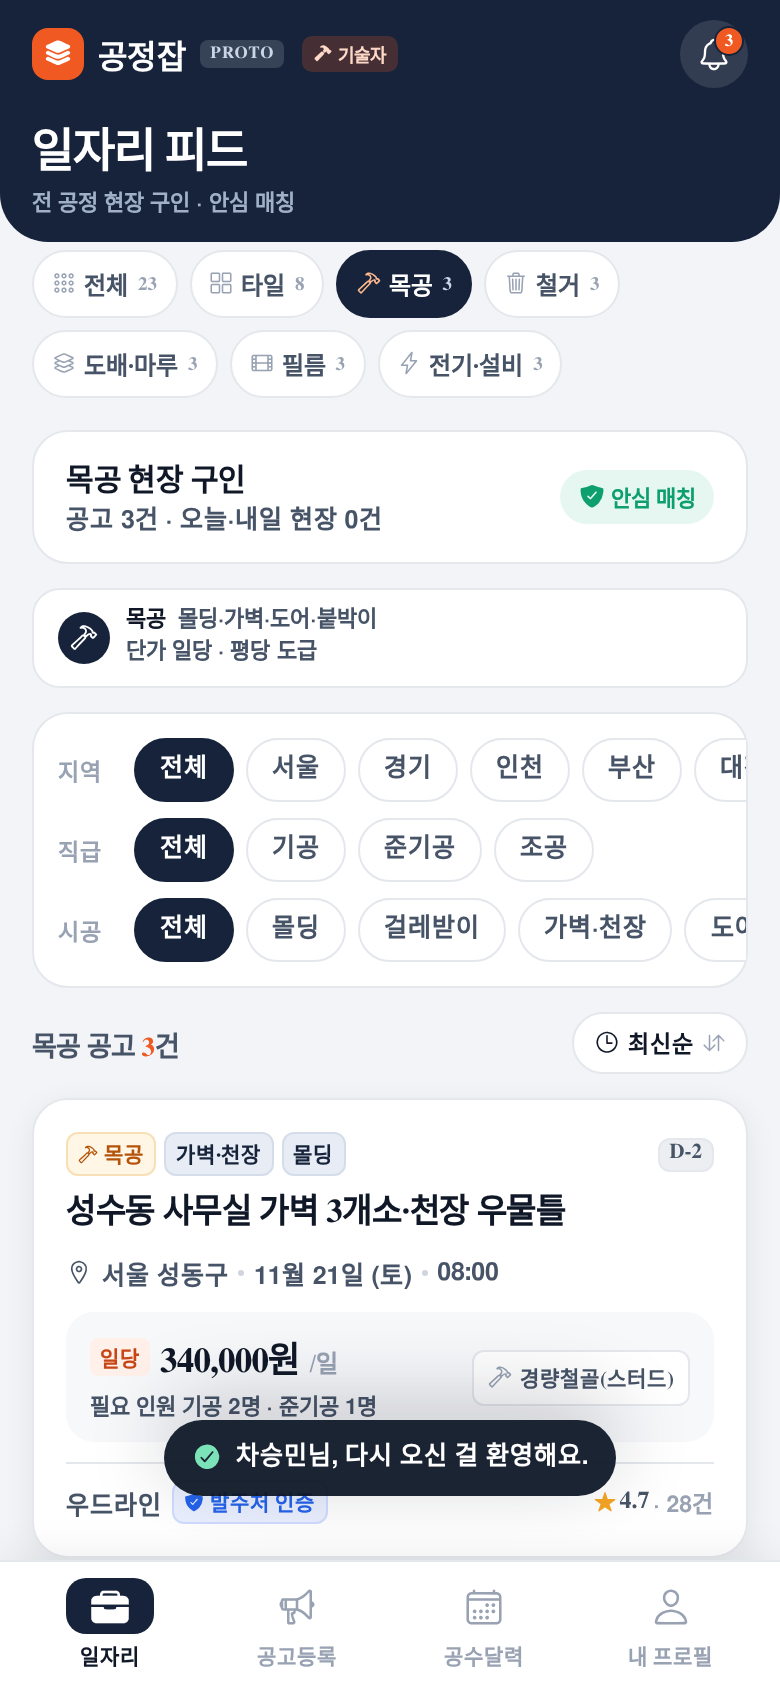 공정잡 PROTO 기술자 3
일자리 피드
전 공정 현장 구인 · 안심 매칭
전체 23 타일 8 목공 3 철거 3
도배·마루 3 필름 3 전기·설비 3
목공 현장 구인
공고 3건 · 오늘·내일 현장 0건
안심 매칭
목공 몰딩·가벽·도어·붙박이
단가 일당 · 평당 도급
지역 전체 서울 경기 인천 부산
직급 전체 기공 준기공 조공
시공 전체 몰딩 걸레받이 가벽·천장
목공 공고 3건 최신순
목공 가벽·천장 몰딩 D-2
성수동 사무실 가벽 3개소·천장 우물틀
서울 성동구 · 11월 21일 (토) · 08:00
일당 340,000원 /일
경량철골(스터드)
필요 인원 기공 2명 · 준기공 1명
차승민님, 다시 오신 걸 환영해요.
우드라인 발주처 인증 4.7 · 28건
일자리 공고등록 공수달력 내 프로필